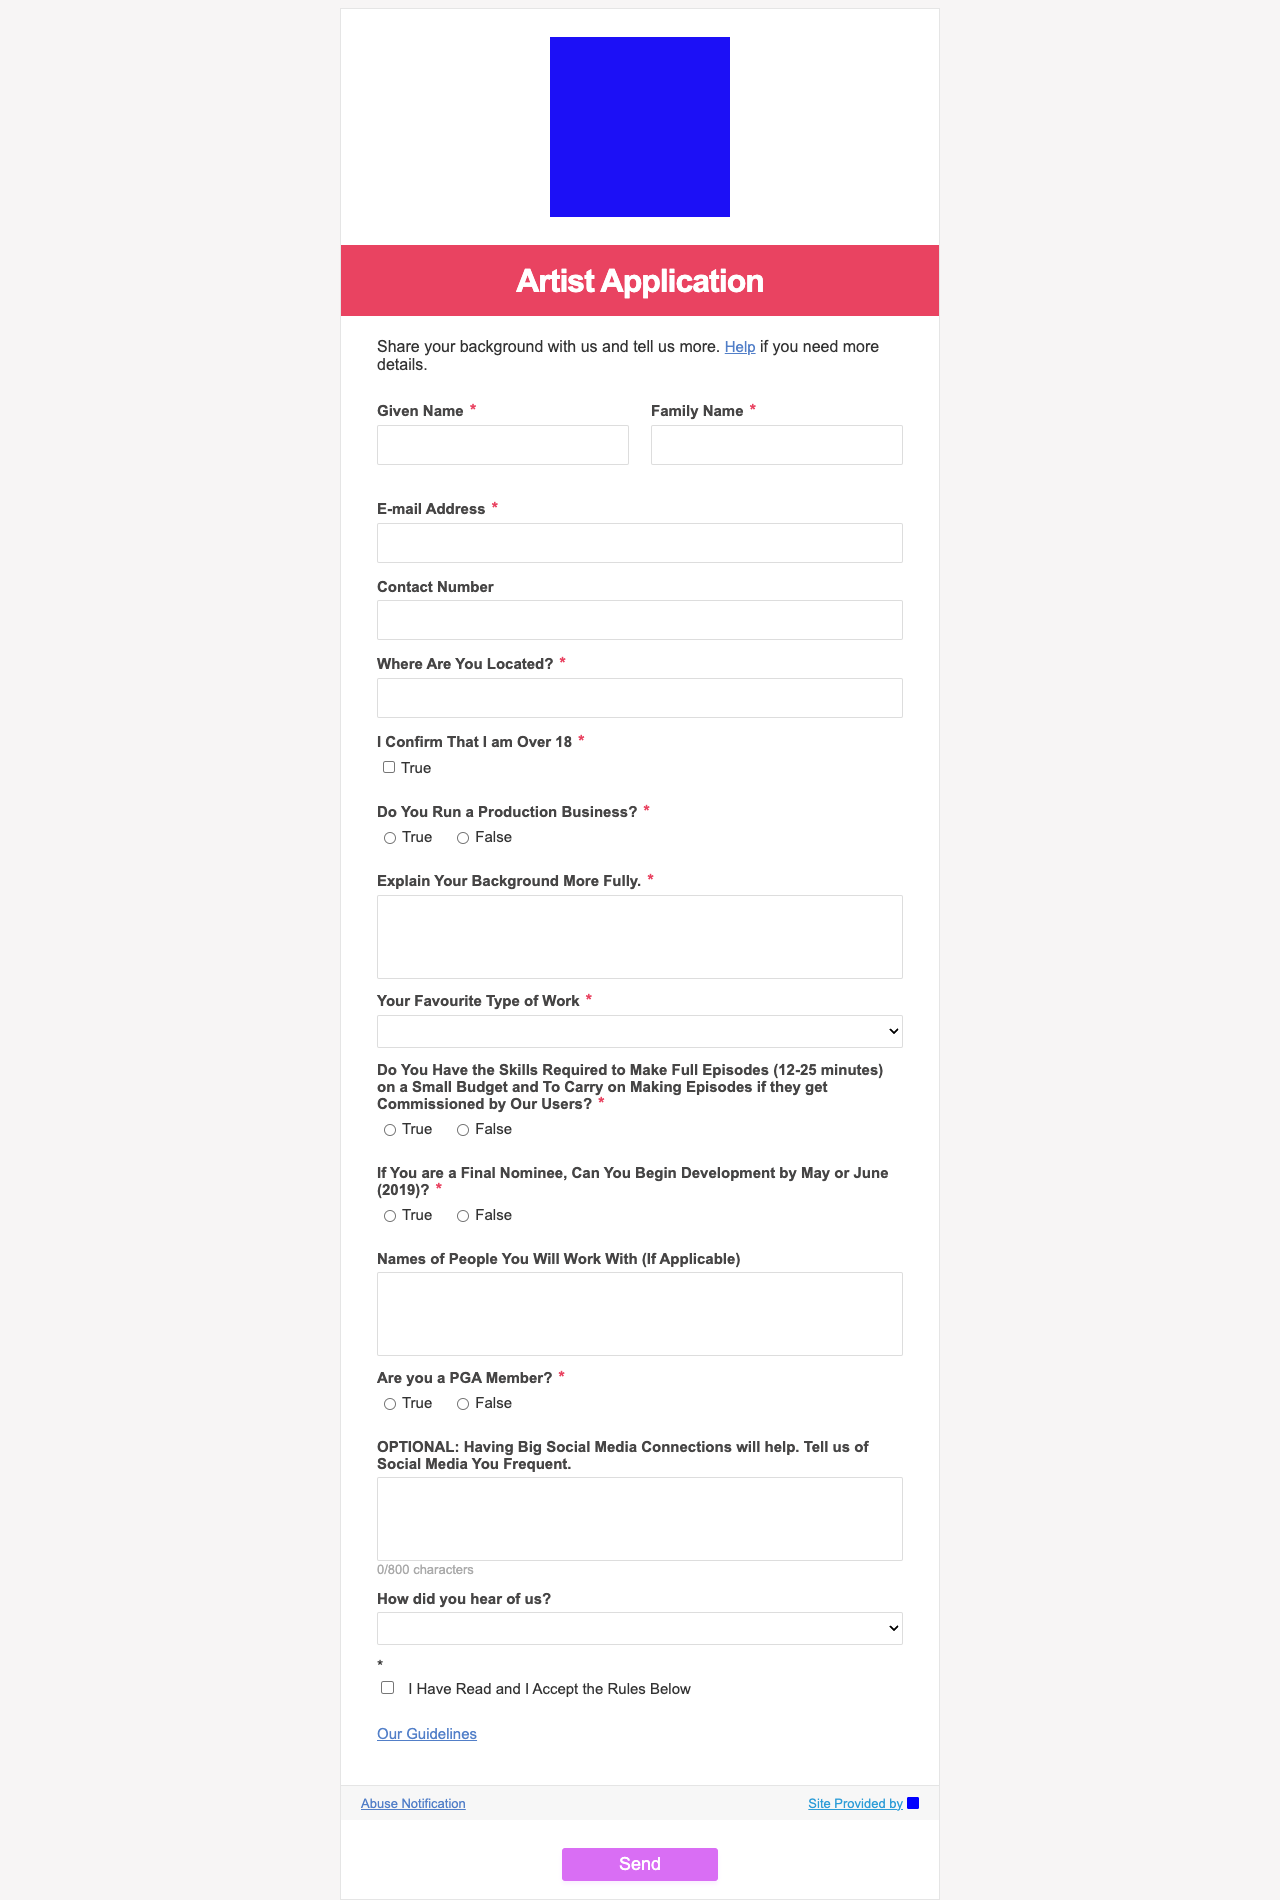 Artist Application
Share your background with us and tell us more. Help if you need more
details.
Given Name *
Family Name *
E-mail Address *
Contact Number
Where Are You Located? *
I Confirm That I am Over 18 *
True
Do You Run a Production Business? *
True False
Explain Your Background More Fully. *
Your Favourite Type of Work *
Do You Have the Skills Required to Make Full Episodes (12-25 minutes)
on a Small Budget and To Carry on Making Episodes if they get
Commissioned by Our Users? *
True False
If You are a Final Nominee, Can You Begin Development by May or June
(2019)? *
True False
Names of People You Will Work With (If Applicable)
Are you a PGA Member? *
True False
OPTIONAL: Having Big Social Media Connections will help. Tell us of
Social Media You Frequent.
0/800 characters
How did you hear of us?
*
I Have Read and I Accept the Rules Below
Our Guidelines
Abuse Notification
Site Provided by
Send